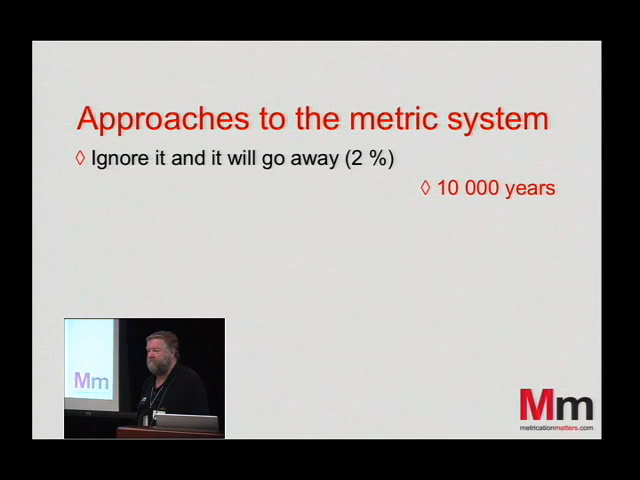 Approaches to the metric system
◊ Ignore it and it will go away (2 %)
◊ 10 000 years
Mm
Mm
metricationmatters.com